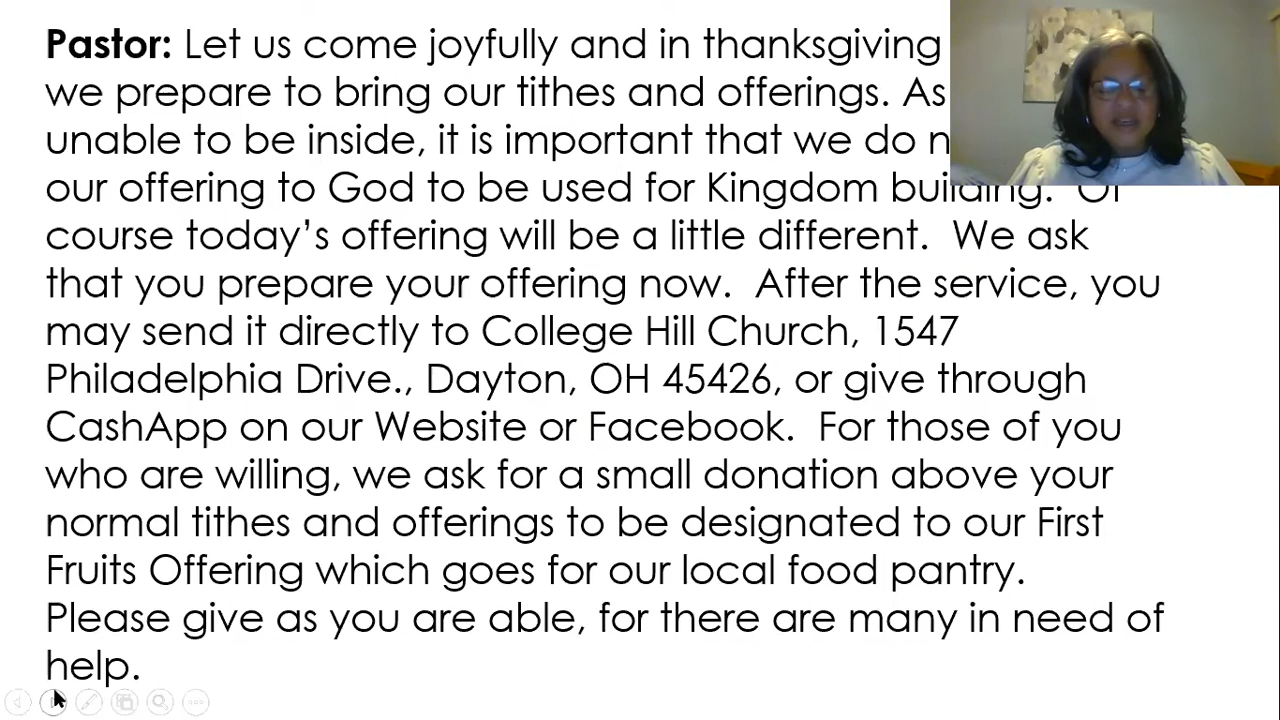 Pastor: Let us come joyfully and in thanksgiving
we prepare to bring our tithes and offerings. As
unable to be inside, it is important that we do
our offering to God to be used for Kingdom building. Of
course today’s offering will be a little different. We ask
that you prepare your offering now. After the service, you
may send it directly to College Hill Church, 1547
Philadelphia Drive., Dayton, OH 45426, or give through
CashApp on our Website or Facebook. For those of you
who are willing, we ask for a small donation above your
normal tithes and offerings to be designated to our First
Fruits Offering which goes for our local food pantry.
Please give as you are able, for there are many in need of
help.